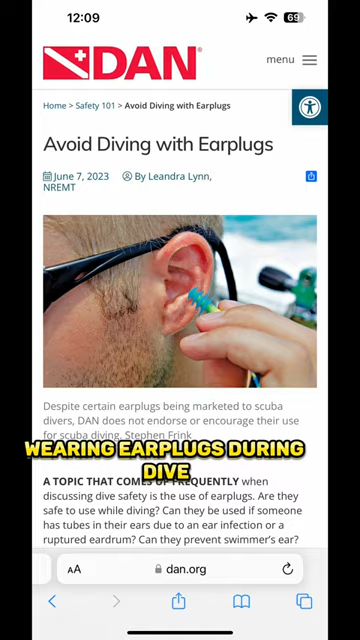 12:09
69
DAN
menu
Home > Safety 101 > Avoid Diving with Earplugs
Avoid Diving with Earplugs
June 7, 2023 By Leandra Lynn,
NREMT
Despite certain earplugs being marketed to scuba
divers, DAN does not endorse or encourage their use
for scuba diving. Stephen Frink
WEARING EARPLUGS DURING
DIVE
A TOPIC THAT COMES UP FREQUENTLY when
discussing dive safety is the use of earplugs. Are they
safe to use while diving? Can they be used if someone
has tubes in their ears due to an ear infection or a
ruptured eardrum? Can they prevent swimmer's ear?
AA
dan.org